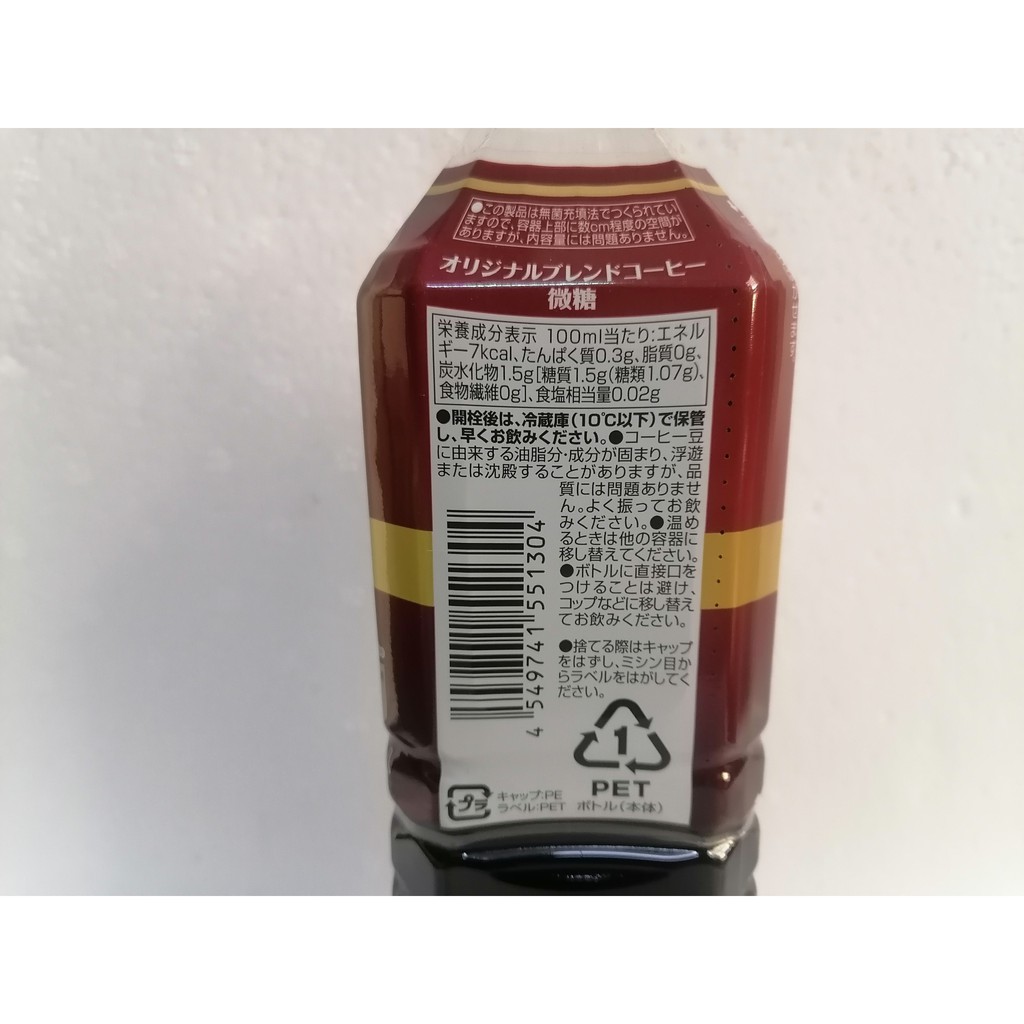 ●この製品は無菌充填法でつくられてい
ますので、容器上部に数cm程度の空間が
ありますが、内容量には問題ありません。
オリジナルブレンドコーヒー
微糖
栄養成分表示 100ml当たり:エネル
ギー7kcal、たんぱく質0.3g、脂質0g、
炭水化物1.5g[糖質1.5g(糖類1.07g)、
食物繊維0g]、食塩相当量0.02g
●開栓後は、冷蔵庫(10℃以下)で保管
し、早くお飲みください。●コーヒー豆
に由来する油脂分・成分が固まり、浮遊
または沈殿することがありますが、品
質には問題ありませ
ん。よく振ってお飲
みください。●温め
るときは他の容器に
移し替えてください。
●ボトルに直接口を
つけることは避け、
コップなどに移し替え
てお飲みください。
●捨てる際はキャップ
をはずし、ミシン目か
らラベルをはがしてく
ださい。
4 549741 551304
1
PET
ボトル(本体)
プラ
キャップ:PE
ラベル:PET